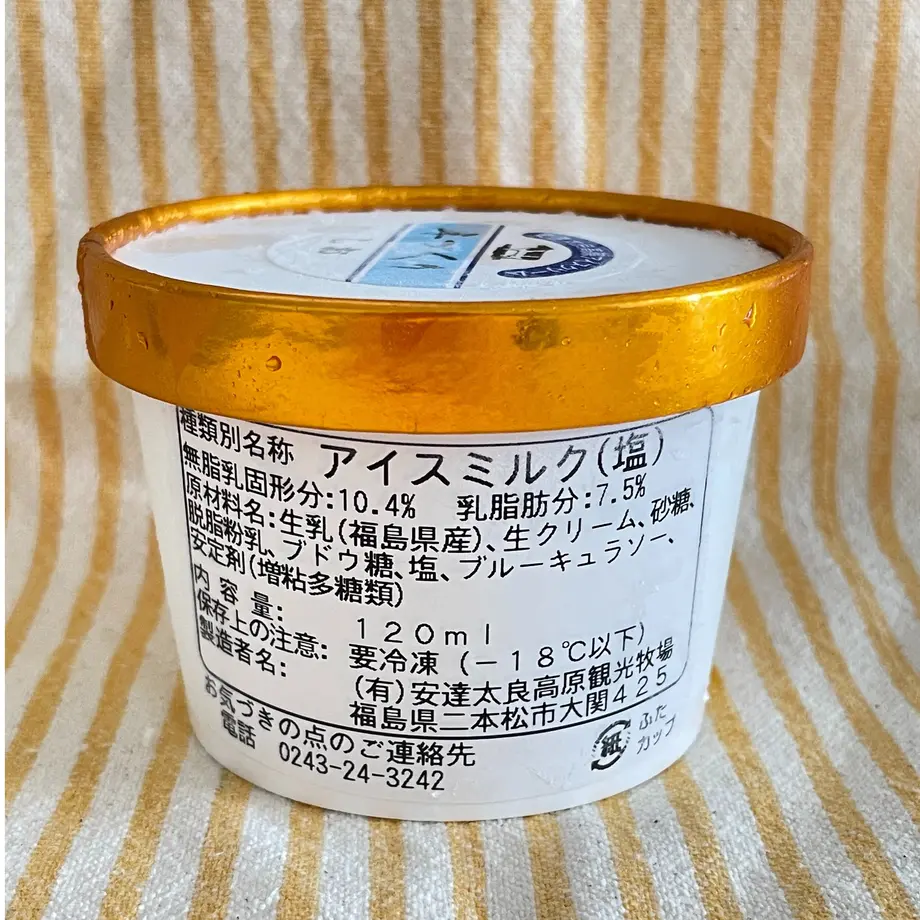 種類別名称 アイスミルク(塩)
無脂乳固形分:10.4% 乳脂肪分:7.5%
原材料名:生乳(福島県産)、生クリーム、砂糖、
脱脂粉乳、ブドウ糖、塩、ブルーキュラソー、
安定剤(増粘多糖類)
内容量: 120ml
保存上の注意: 要冷凍(-18℃以下)
製造者名: (有)安達太良高原観光牧場
福島県二本松市大関425
お気づきの点のご連絡先
電話 0243-24-3242
紙 ふた
カップ